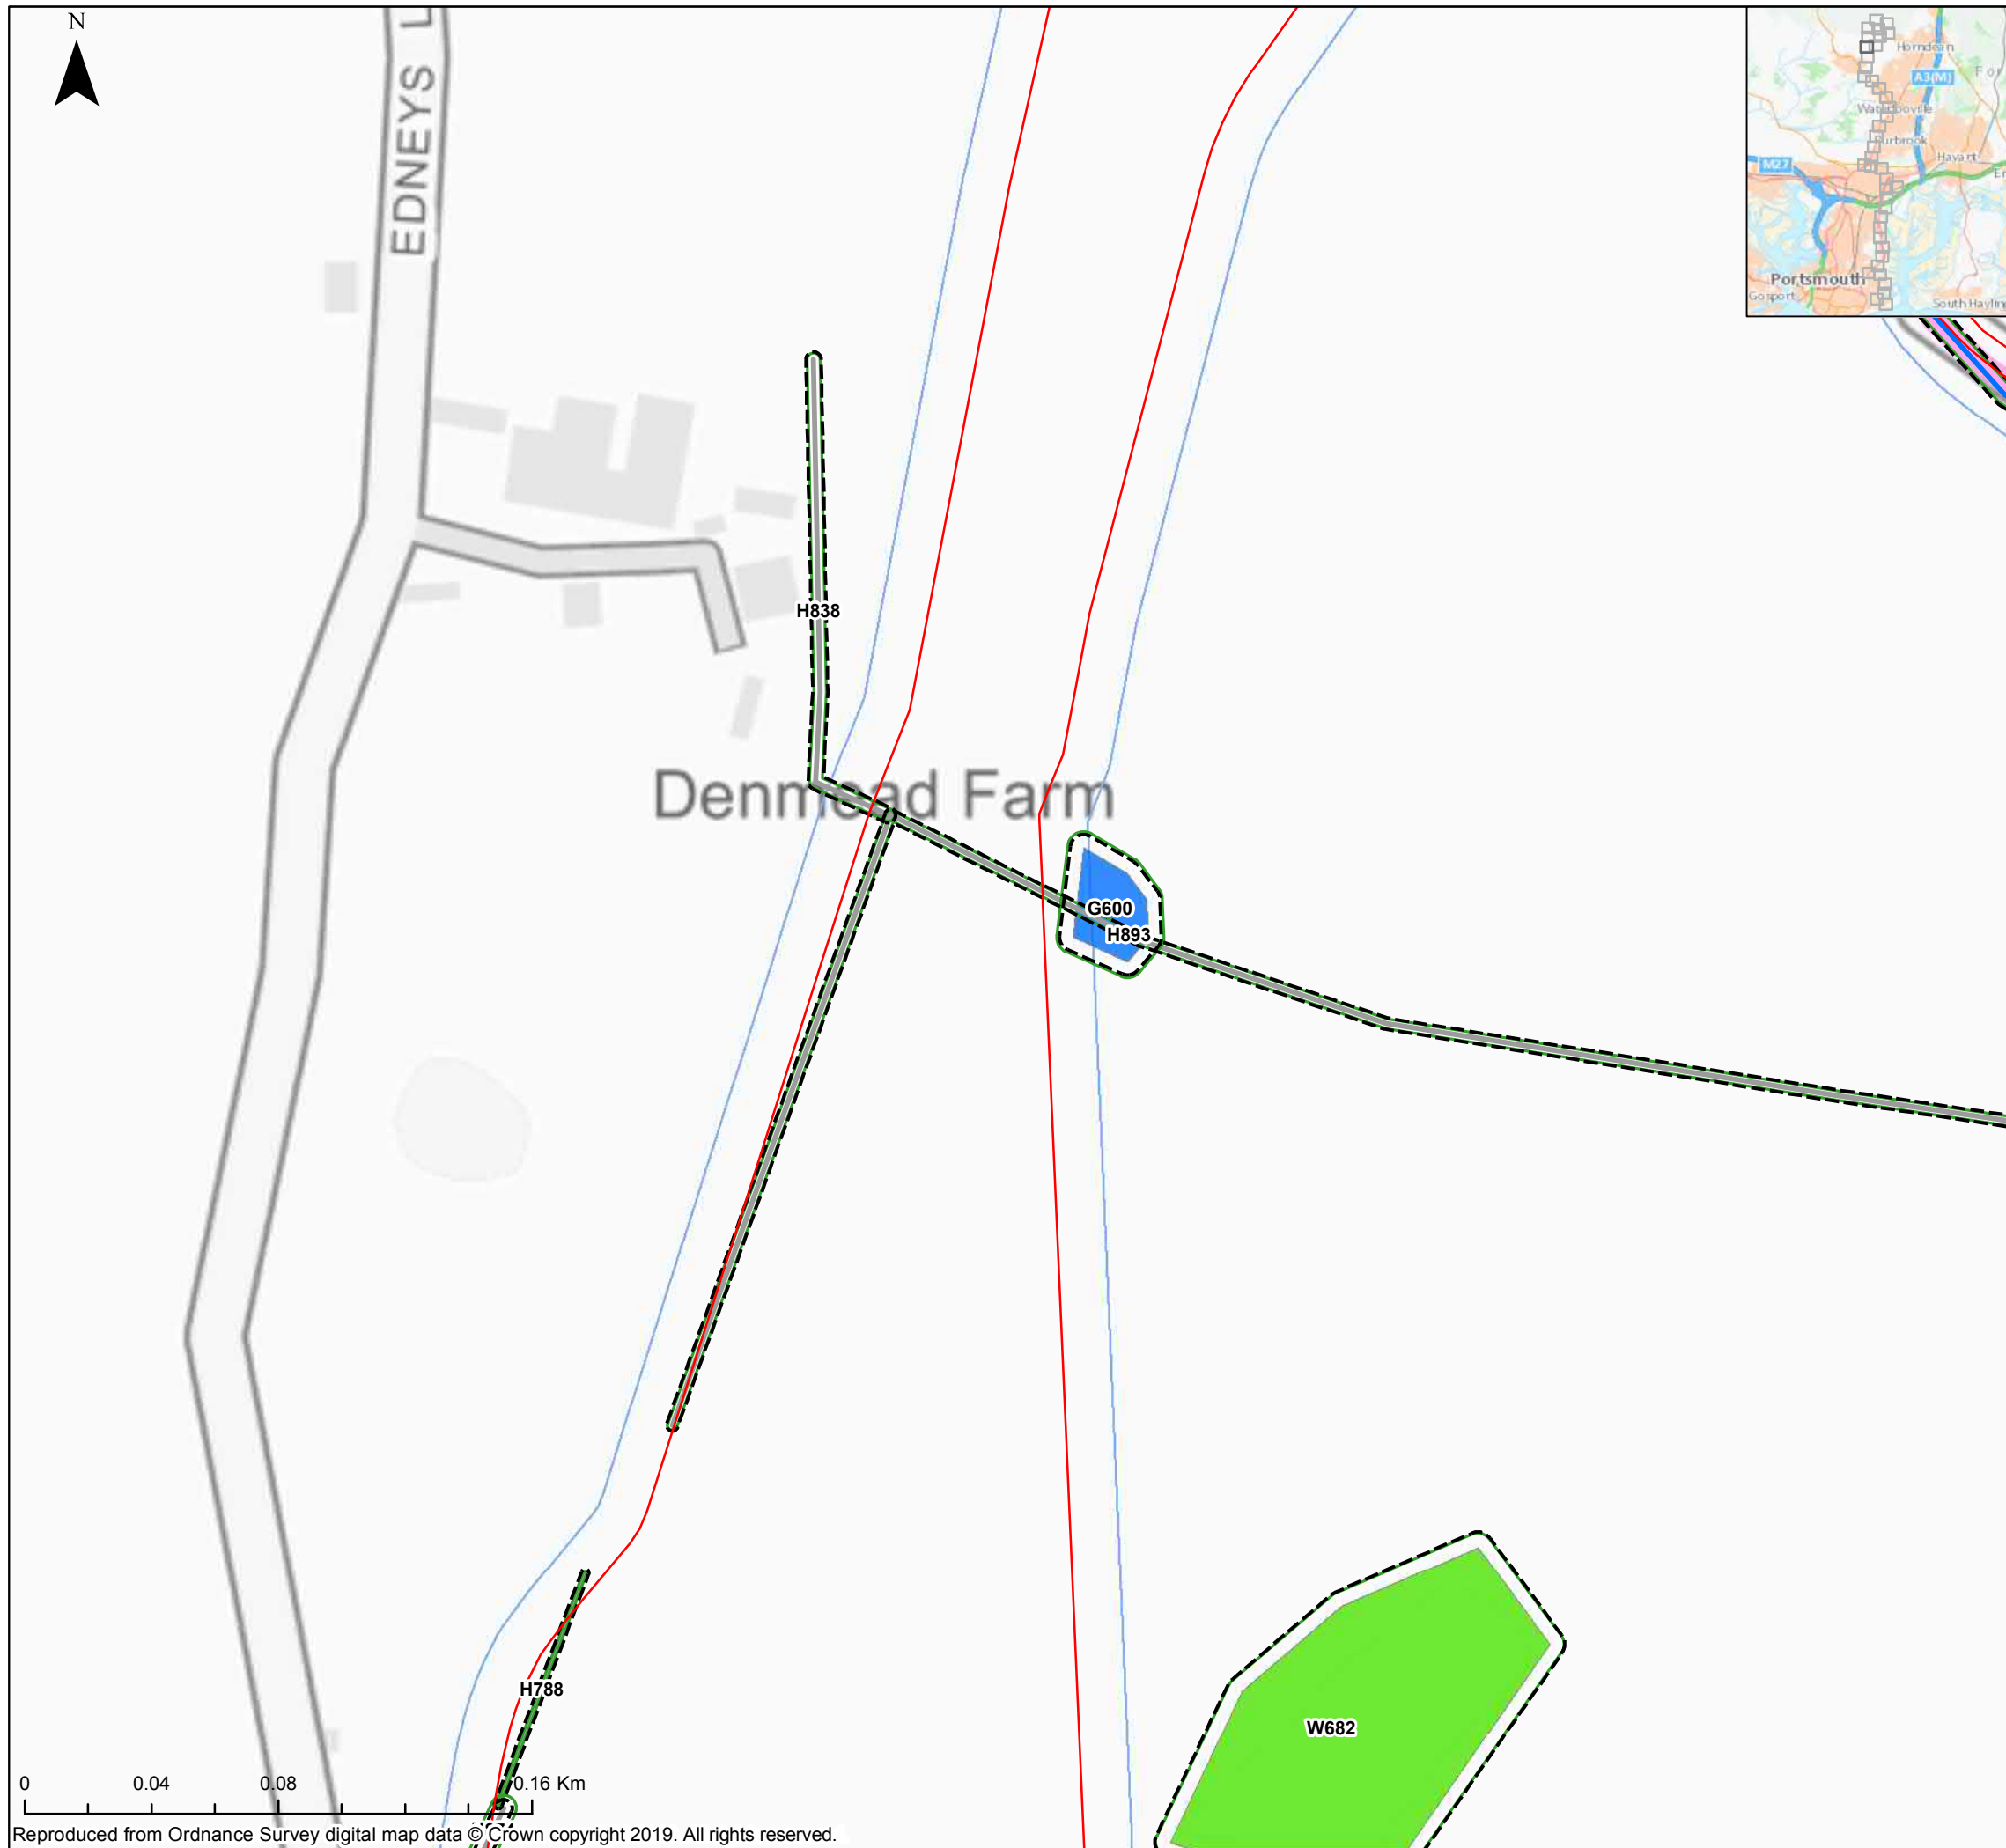 N
EDNEYS L
Horndean
A3(M)
For
Waterlooville
Purbrook
Havant
M27
Portsmouth
Gosport
South Hayling
H838
Denmead Farm
G600
H893
H788
W682
0 0.04 0.08 0.16 Km
Reproduced from Ordnance Survey digital map data © Crown copyright 2019. All rights reserved.